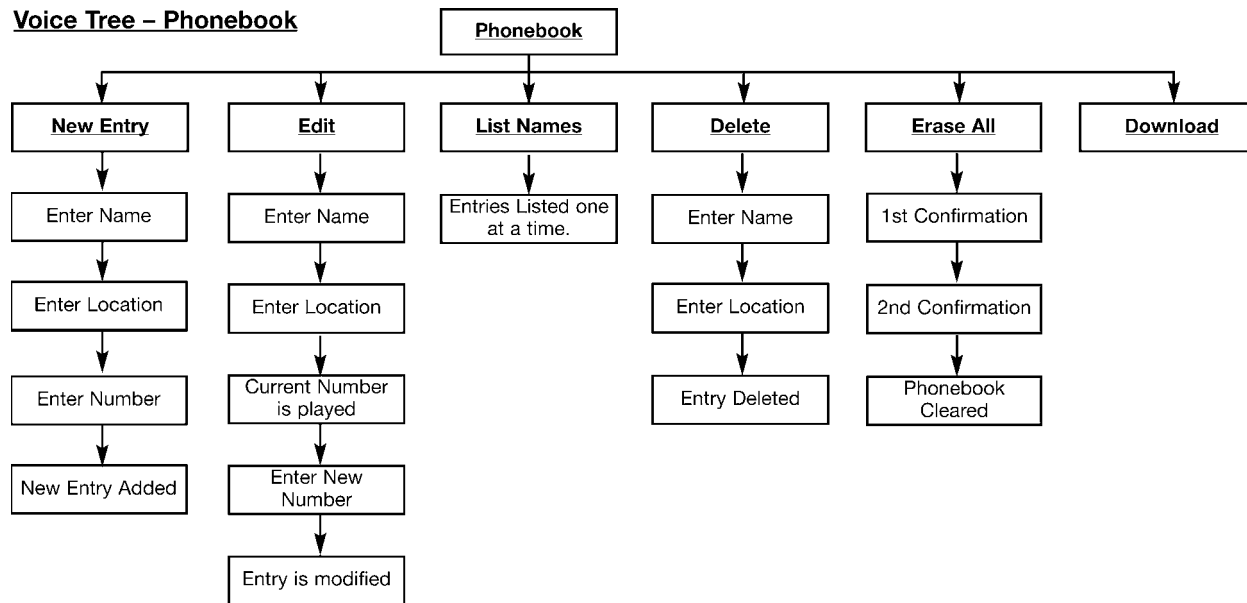 Voice Tree – Phonebook
Phonebook
New Entry
Edit
List Names
Delete
Erase All
Download
Enter Name
Enter Location
Enter Number
New Entry Added
Enter Name
Enter Location
Current Number
is played
Enter New
Number
Entry is modified
Entries Listed one
at a time.
Enter Name
Enter Location
Entry Deleted
1st Confirmation
2nd Confirmation
Phonebook
Cleared